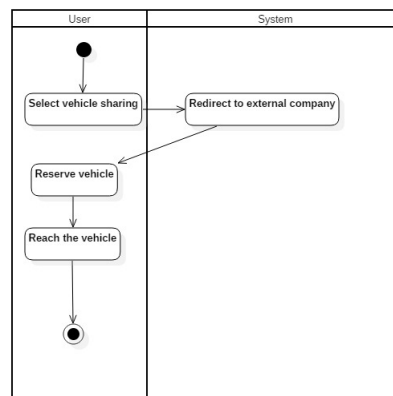 User
System
Select vehicle sharing
Redirect to external company
Reserve vehicle
Reach the vehicle